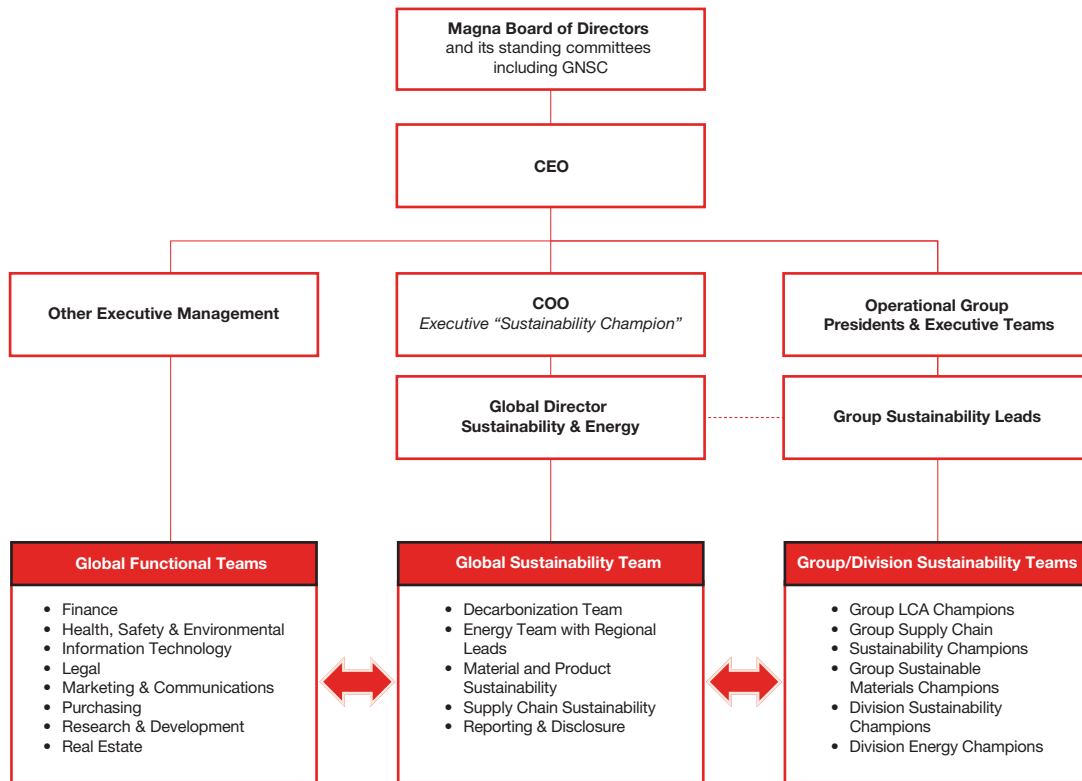 Magna Board of Directors
and its standing committees
including GNSC
CEO
Other Executive Management
COO
Executive “Sustainability Champion”
Operational Group
Presidents & Executive Teams
Global Director
Sustainability & Energy
Group Sustainability Leads
Global Functional Teams
• Finance
• Health, Safety & Environmental
• Information Technology
• Legal
• Marketing & Communications
• Purchasing
• Research & Development
• Real Estate
Global Sustainability Team
• Decarbonization Team
• Energy Team with Regional
Leads
• Material and Product
Sustainability
• Supply Chain Sustainability
• Reporting & Disclosure
Group/Division Sustainability Teams
• Group LCA Champions
• Group Supply Chain
• Sustainability Champions
• Group Sustainable
Materials Champions
• Division Sustainability
Champions
• Division Energy Champions